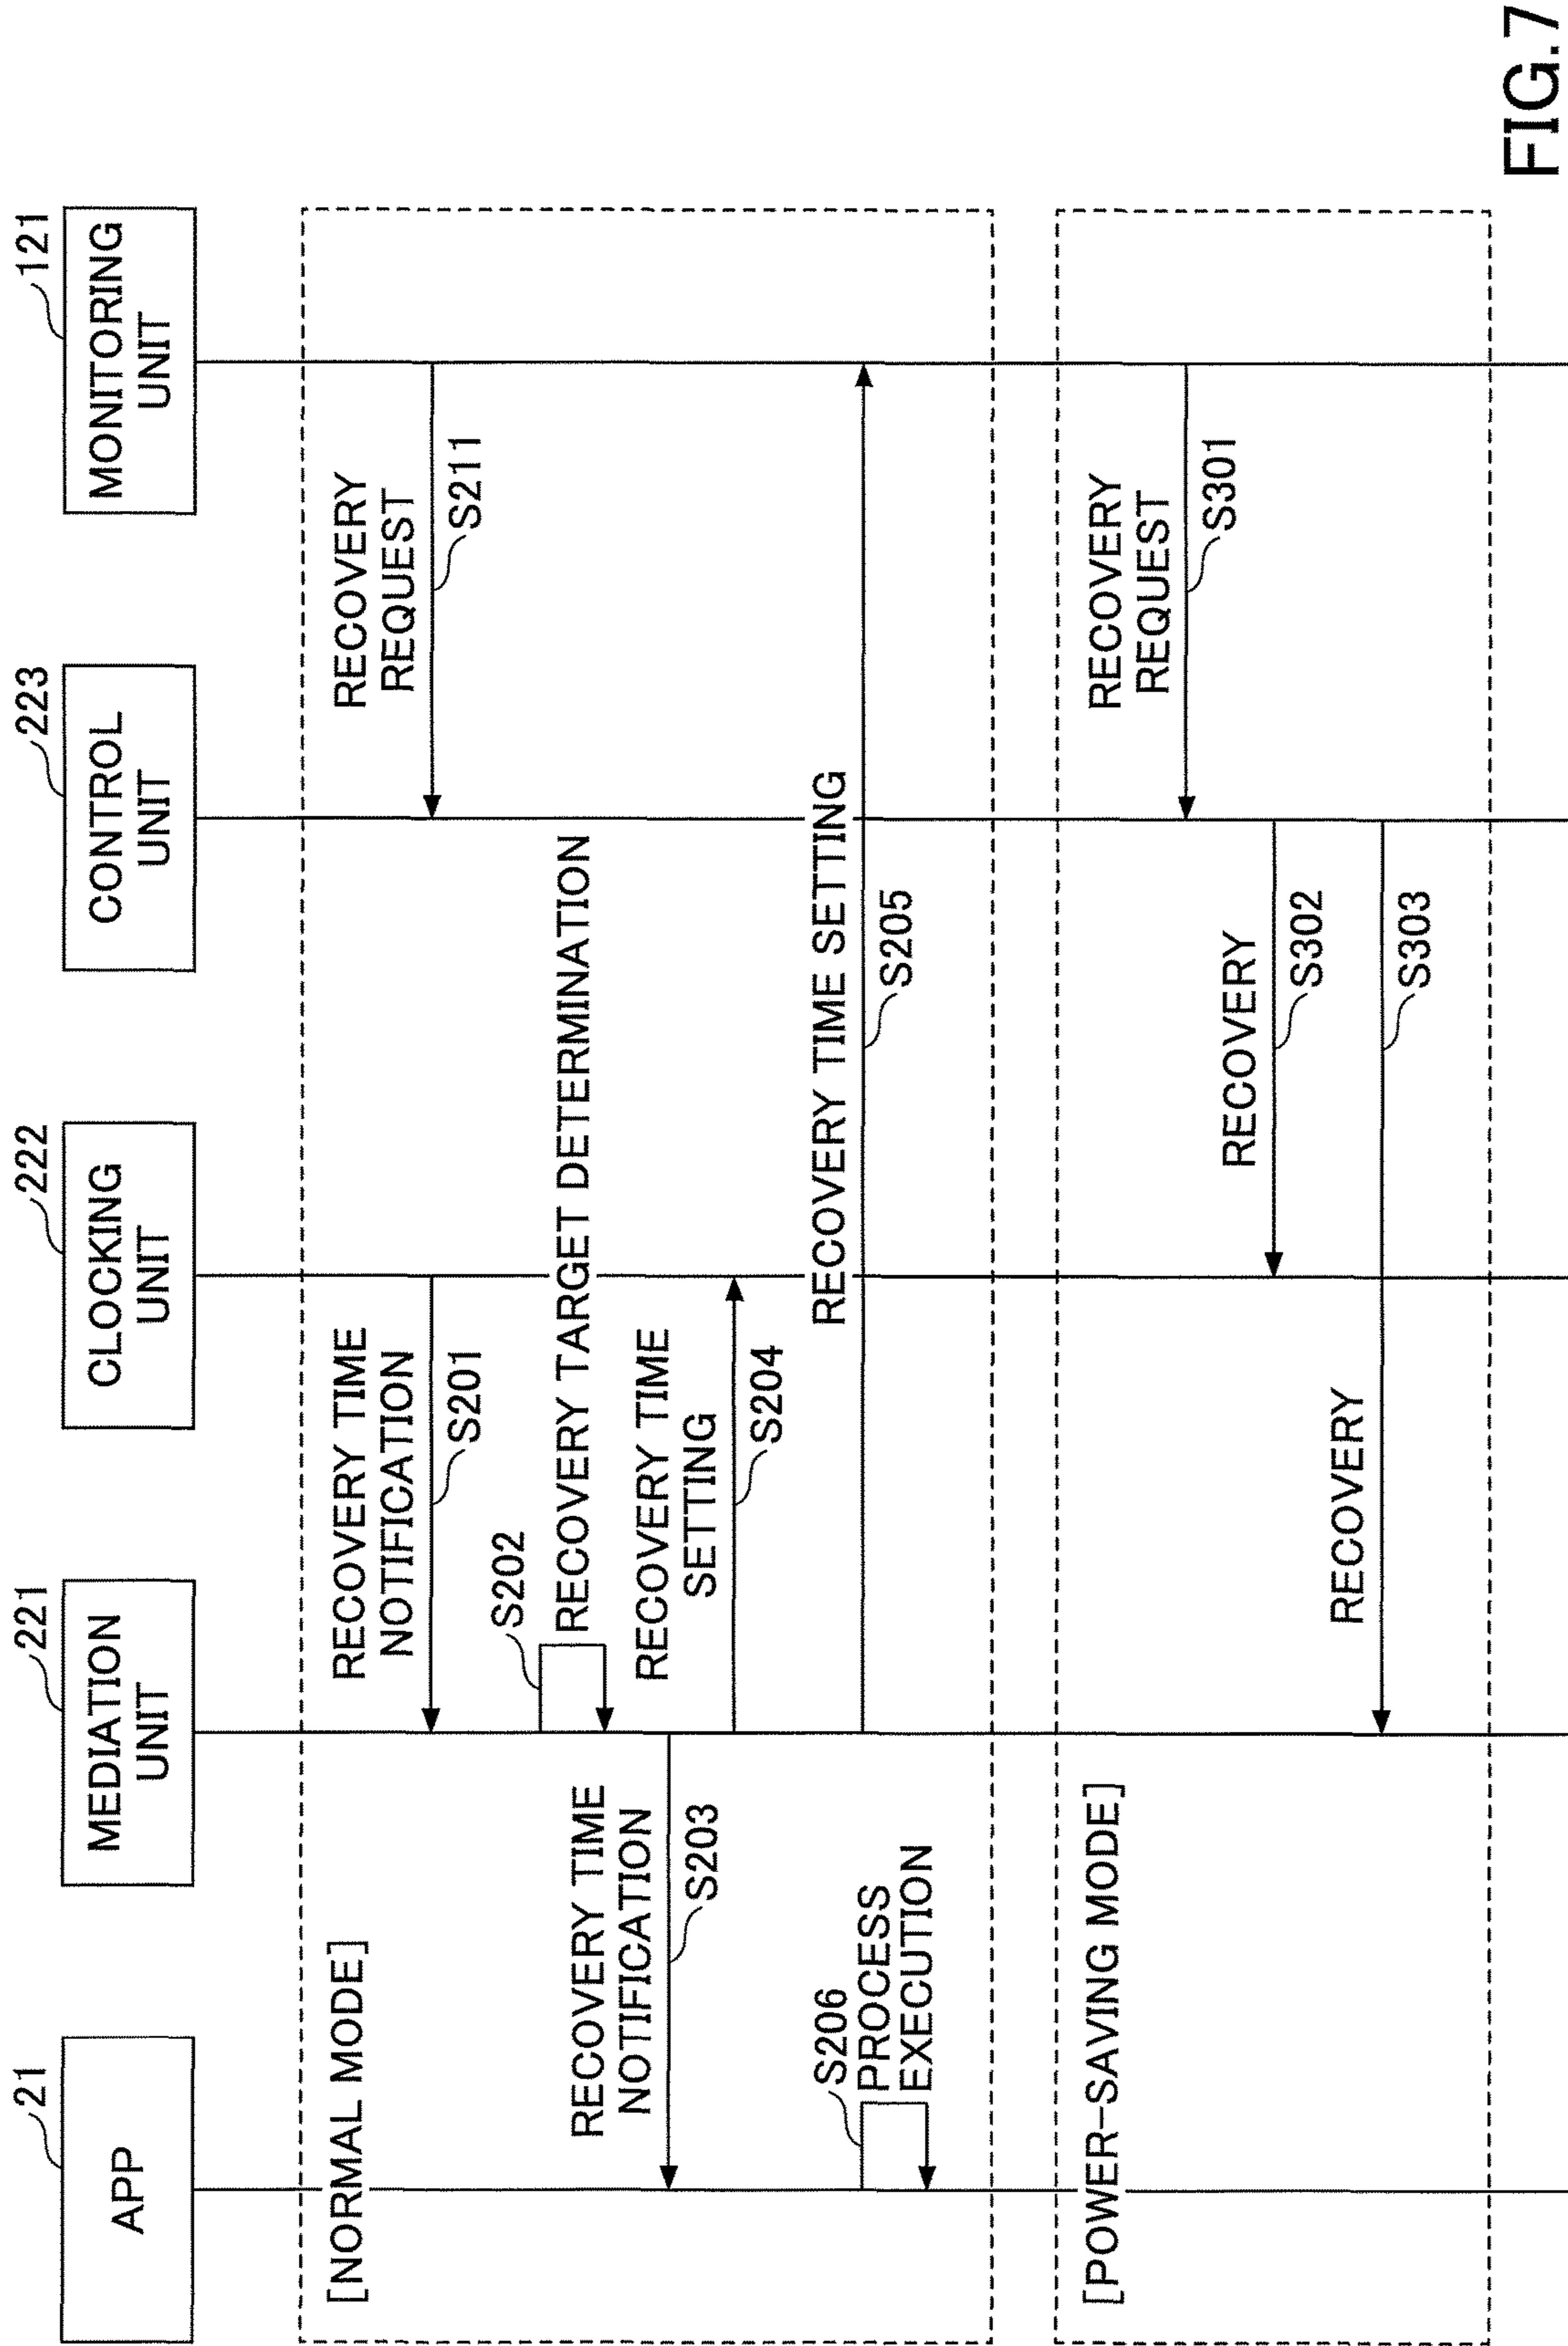 APP
21
MEDIATION
UNIT
221
CLOCKING
UNIT
222
CONTROL
UNIT
223
MONITORING
UNIT
121
[NORMAL MODE]
RECOVERY TIME
NOTIFICATION
S201
RECOVERY
REQUEST
S211
S202
RECOVERY TARGET DETERMINATION
RECOVERY TIME
NOTIFICATION
S203
RECOVERY TIME
SETTING
S204
RECOVERY TIME SETTING
S205
S206
PROCESS
EXECUTION
[POWER-SAVING MODE]
RECOVERY
REQUEST
S301
RECOVERY
S302
RECOVERY
S303
FIG.7